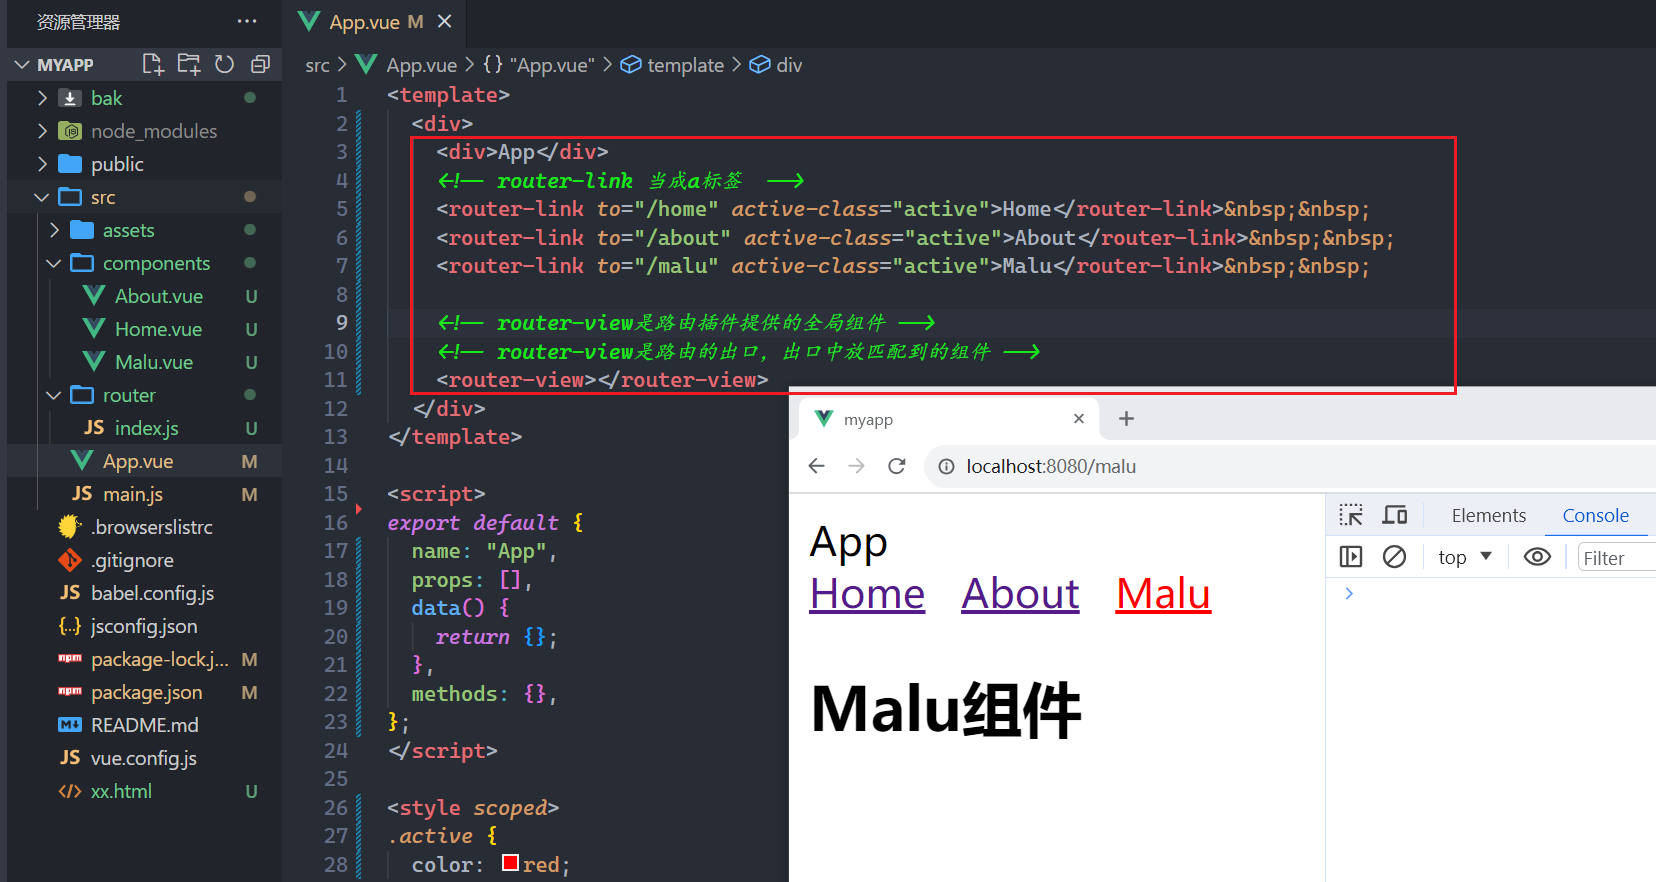 资源管理器 ···
MYAPP
bak
node_modules
public
src
assets
components
About.vue U
Home.vue U
Malu.vue U
router
JS index.js U
App.vue M
JS main.js M
.browserslistrc
.gitignore
JS babel.config.js
{..} jsconfig.json
npm package-lock.j... M
npm package.json M
README.md
JS vue.config.js
</> xx.html U
App.vue M ×
src > App.vue > {} "App.vue" > template > div
1 <template>
2 <div>
3 <div>App</div>
4 <!-- router-link 当成a标签 -->
5 <router-link to="/home" active-class="active">Home</router-link>&nbsp;&nbsp;
6 <router-link to="/about" active-class="active">About</router-link>&nbsp;&nbsp;
7 <router-link to="/malu" active-class="active">Malu</router-link>&nbsp;&nbsp;
8
9 <!-- router-view是路由插件提供的全局组件 -->
10 <!-- router-view是路由的出口，出口中放匹配到的组件 -->
11 <router-view></router-view>
12 </div>
13 </template>
14
15 <script>
16 export default {
17 name: "App",
18 props: [],
19 data() {
20 return {};
21 },
22 methods: {},
23 };
24 </script>
25
26 <style scoped>
27 .active {
28 color: red;
myapp × +
localhost:8080/malu
App
Home About Malu
Malu组件
Elements Console
top Filter
>